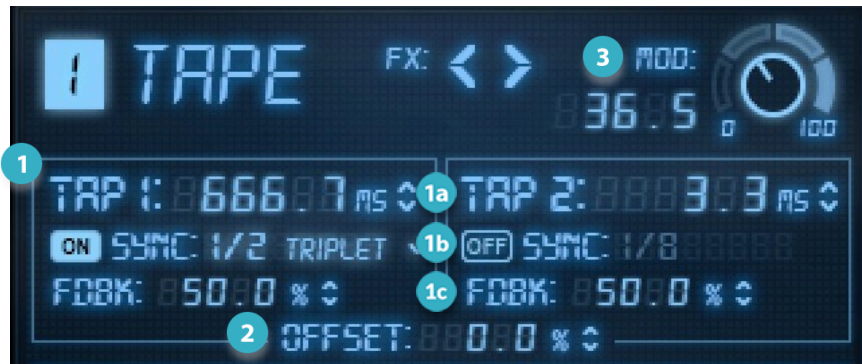 1 TAPE FX: < > 3 MOD:
36.5 0 100
1
TAP 1: 666.7 ms 1a TAP 2: 3.3 ms
ON SYNC: 1/2 TRIPLET 1b OFF SYNC: 1/8
FDBK: 50.0 % 1c FDBK: 50.0 %
2 OFFSET: 0.0 %